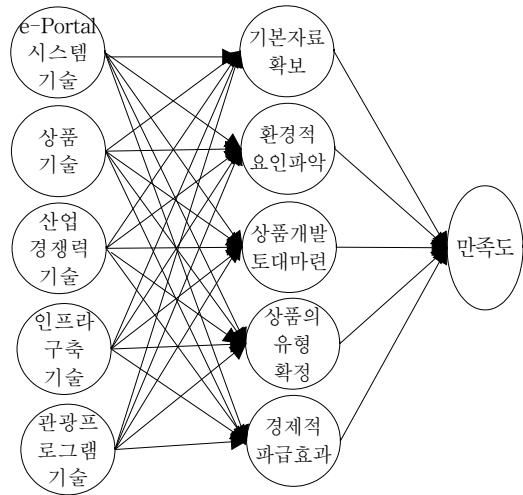 e-Portal
시스템
기술
상품
기술
산업
경쟁력
기술
인프라
구축
기술
관광프
로그램
기술
기본자료
확보
환경적
요인파악
상품개발
토대마련
상품의
유형
확정
경제적
파급효과
만족도